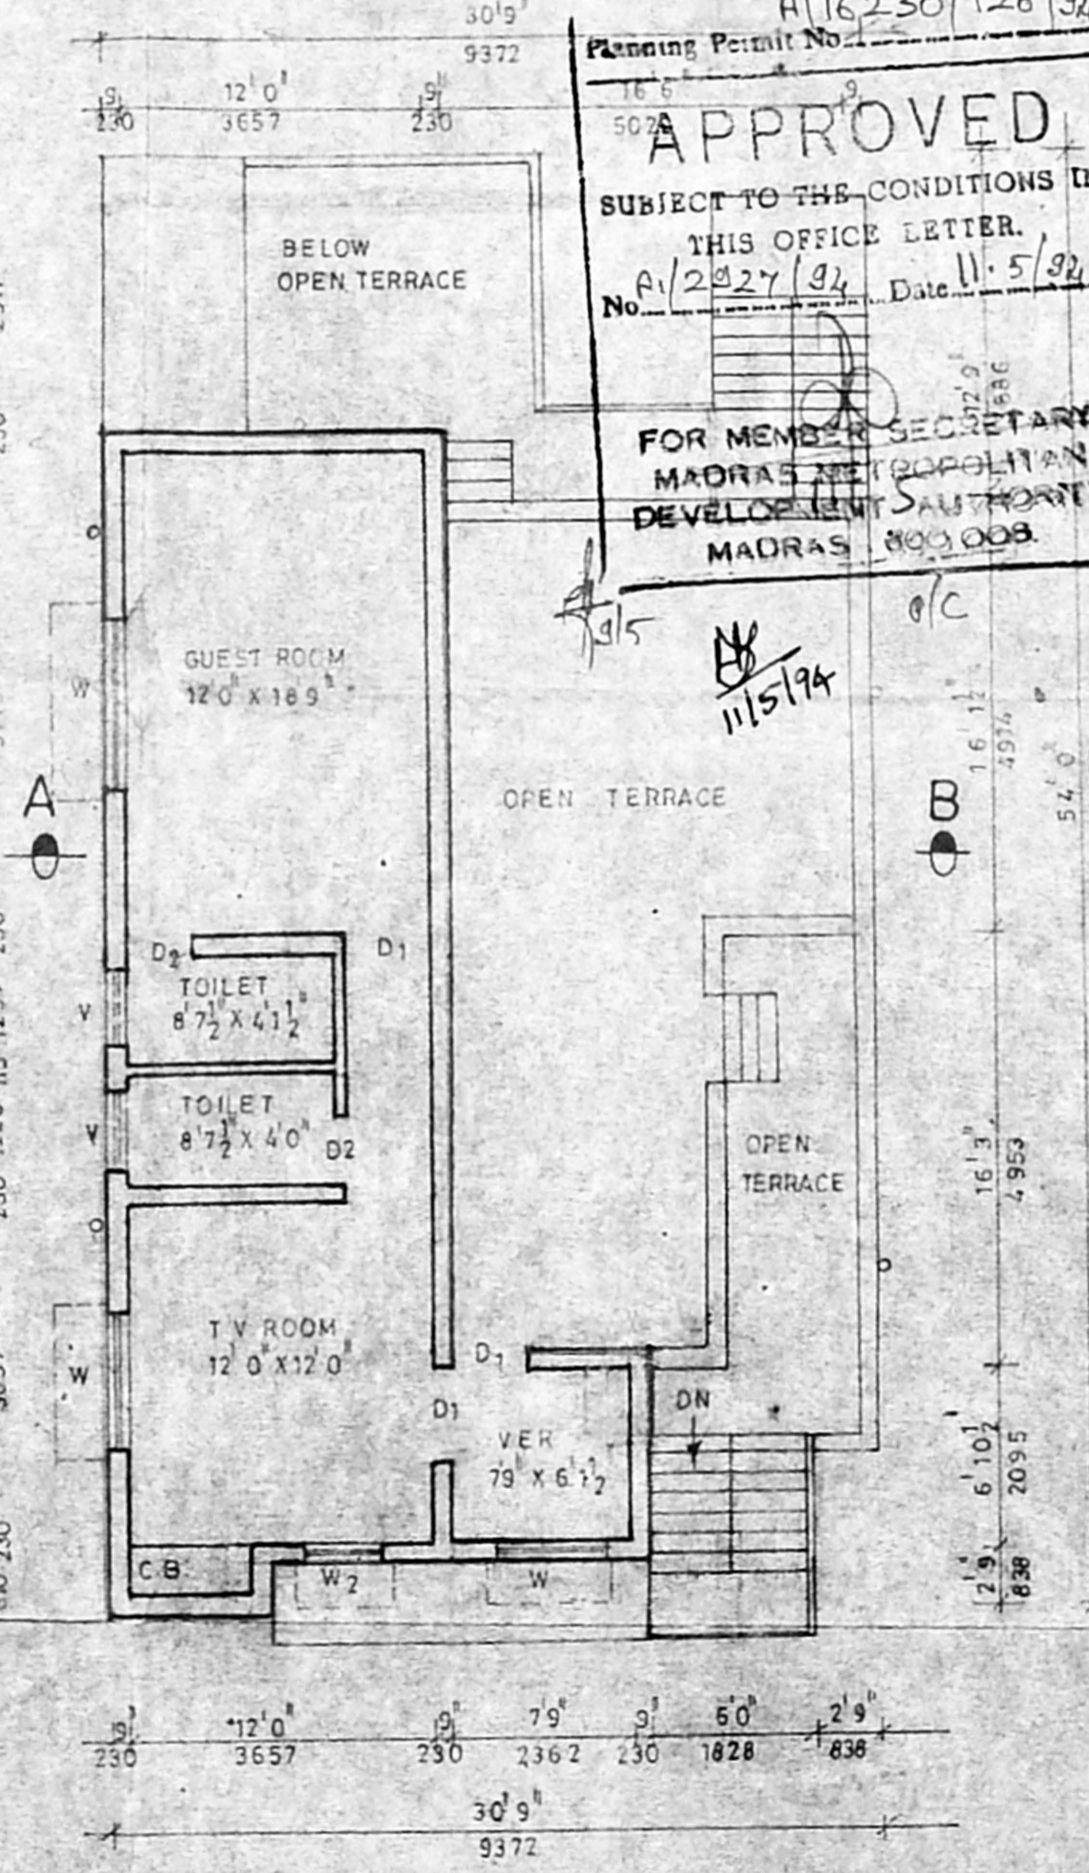 30'9"
9372
Planning Permit No.
9" 12'0" 9" 16'6" 9
230 3657 230
APPROVED
SUBJECT TO THE CONDITIONS
THIS OFFICE LETTER.
No. A1/2927/94 Date 11.5/94
BELOW
OPEN TERRACE
FOR MEMBER SECRETARY
MADRAS METROPOLITAN
DEVELOPMENT
MADRAS 600 008.
9/5
O/C
11/5/94
GUEST ROOM
12'0" X 18 9"
W
OPEN TERRACE
A
B
16'1½"
4914
54'0"
D2
D1
TOILET
8'7½" X 4'1½"
V
TOILET
8'7½" X 4'0"
V
D2
OPEN
TERRACE
16'3"
4953
T V ROOM
12'0" X 12'0"
W
D1
D1
DN
VER
7'9" X 6'1½
6'10½"
2095
C.B.
W2
W
2'9"
838
9" 12'0" 9" 7'9" 9" 6'0" 2'9"
230 3657 230 2362 230 1828 838
30'9"
9372